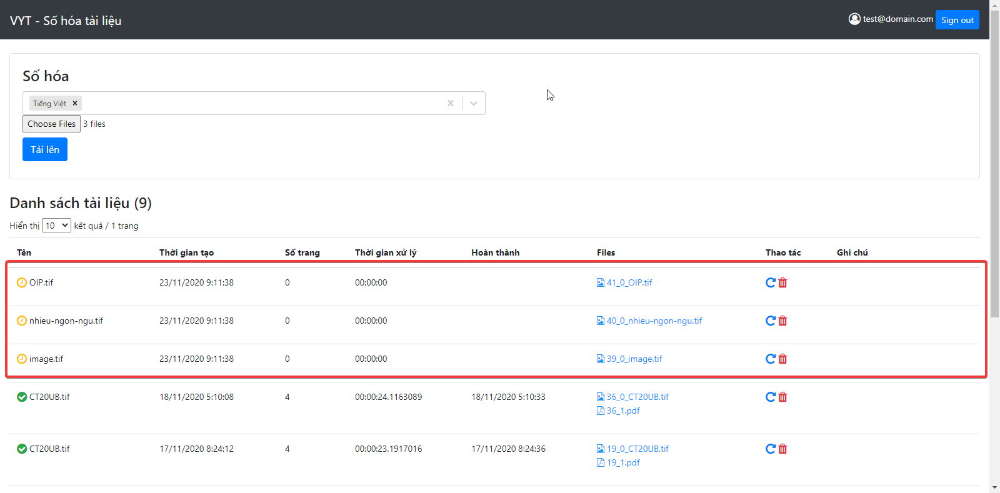 VYT - Số hóa tài liệu
test@domain.com Sign out
Số hóa
Tiếng Việt
Choose Files 3 files
Tải lên
Danh sách tài liệu (9)
Hiển thị 10 kết quả / 1 trang
Tên Thời gian tạo Số trang Thời gian xử lý Hoàn thành Files Thao tác Ghi chú
OIP.tif 23/11/2020 9:11:38 0 00:00:00 41_0_OIP.tif
nhieu-ngon-ngu.tif 23/11/2020 9:11:38 0 00:00:00 40_0_nhieu-ngon-ngu.tif
image.tif 23/11/2020 9:11:38 0 00:00:00 39_0_image.tif
CT20UB.tif 18/11/2020 5:10:08 4 00:00:24.1163089 18/11/2020 5:10:33 36_0_CT20UB.tif
36_1.pdf
CT20UB.tif 17/11/2020 8:24:12 4 00:00:23.1917016 17/11/2020 8:24:36 19_0_CT20UB.tif
19_1.pdf